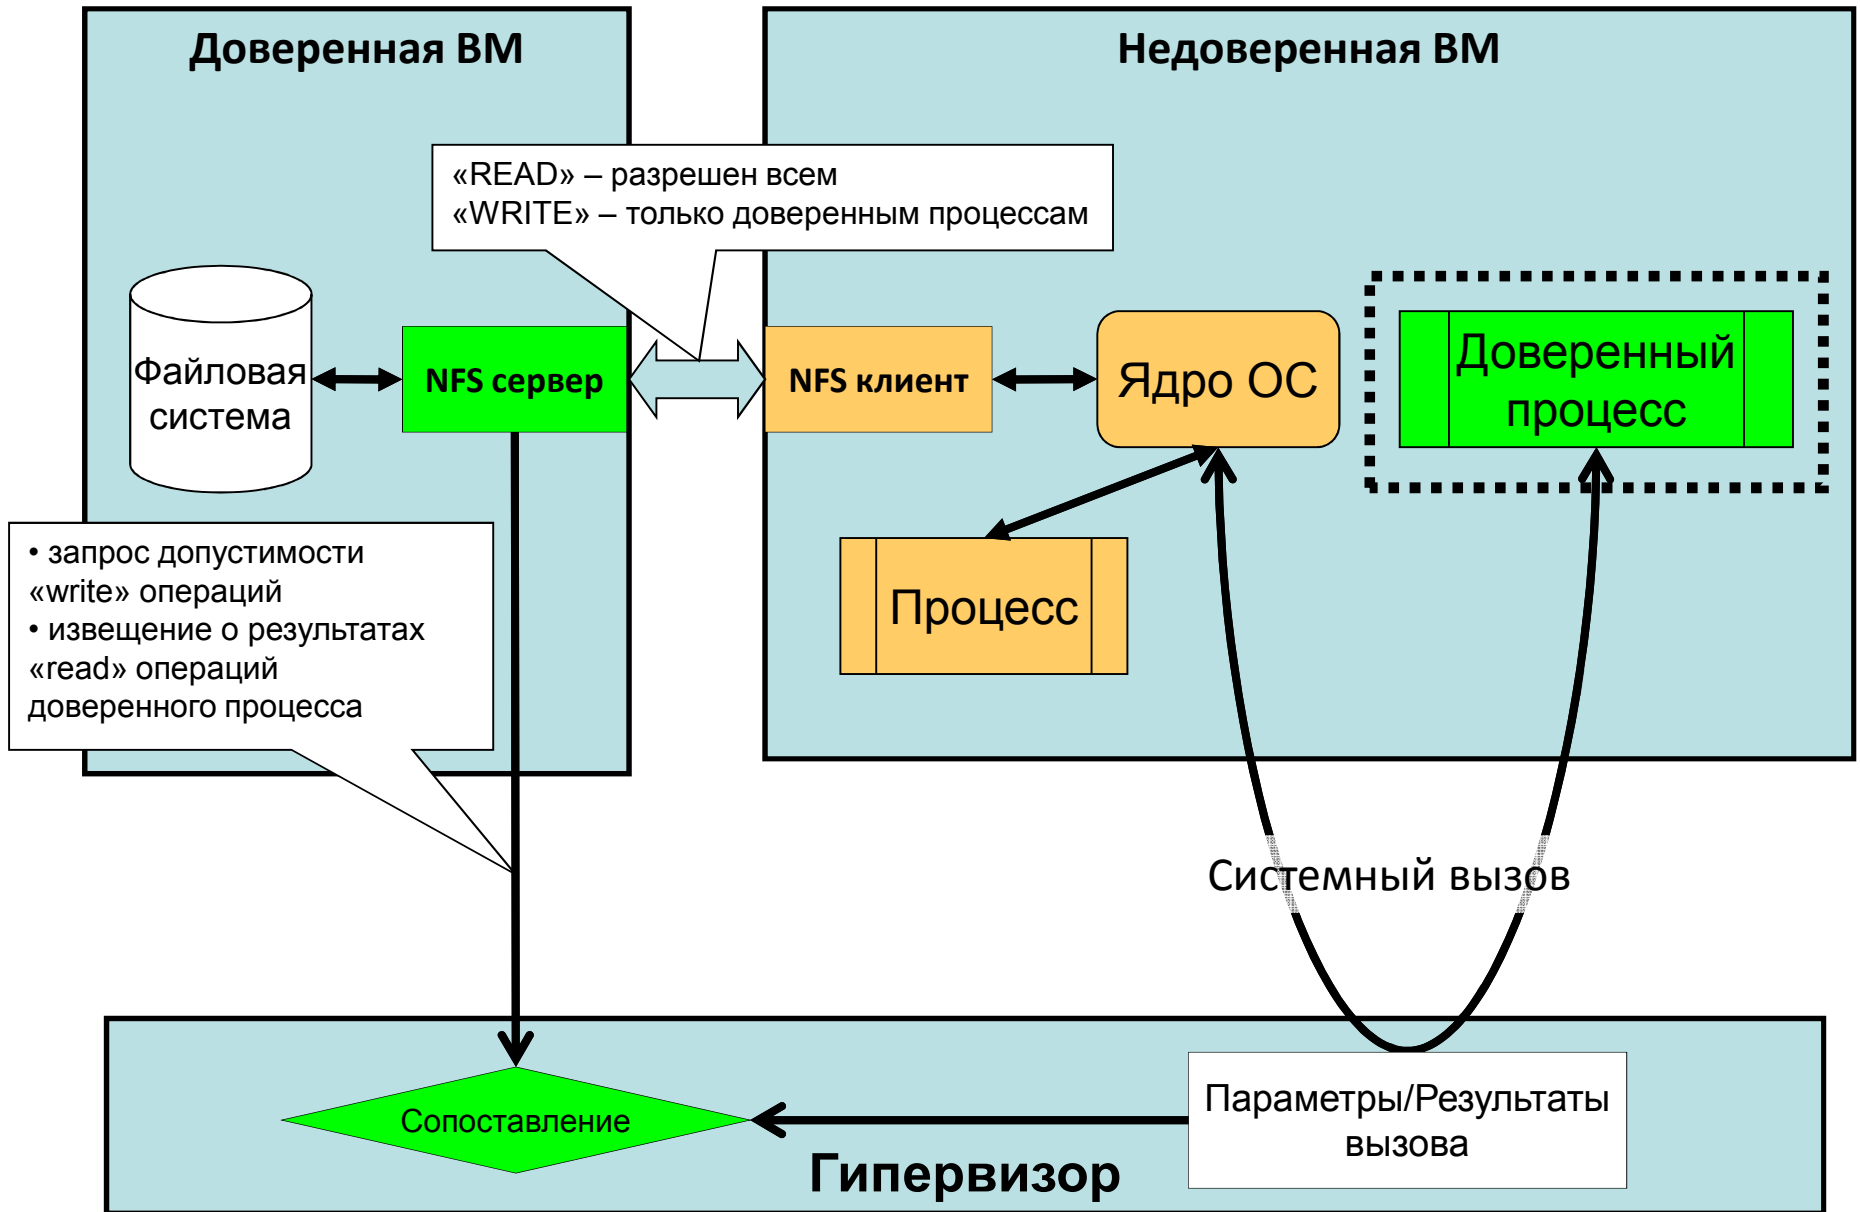 Доверенная ВМ
Недоверенная ВМ
«READ» – разрешен всем
«WRITE» – только доверенным процессам
Файловая
система
NFS сервер
NFS клиент
Ядро ОС
Доверенный
процесс
Процесс
• запрос допустимости
«write» операций
• извещение о результатах
«read» операций
доверенного процесса
Системный вызов
Сопоставление
Параметры/Результаты
вызова
Гипервизор